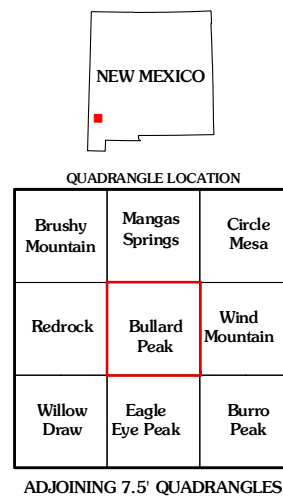 NEW MEXICO
QUADRANGLE LOCATION
Brushy
Mountain
Mangas
Springs
Circle
Mesa
Redrock
Bullard
Peak
Wind
Mountain
Willow
Draw
Eagle
Eye Peak
Burro
Peak
ADJOINING 7.5' QUADRANGLES